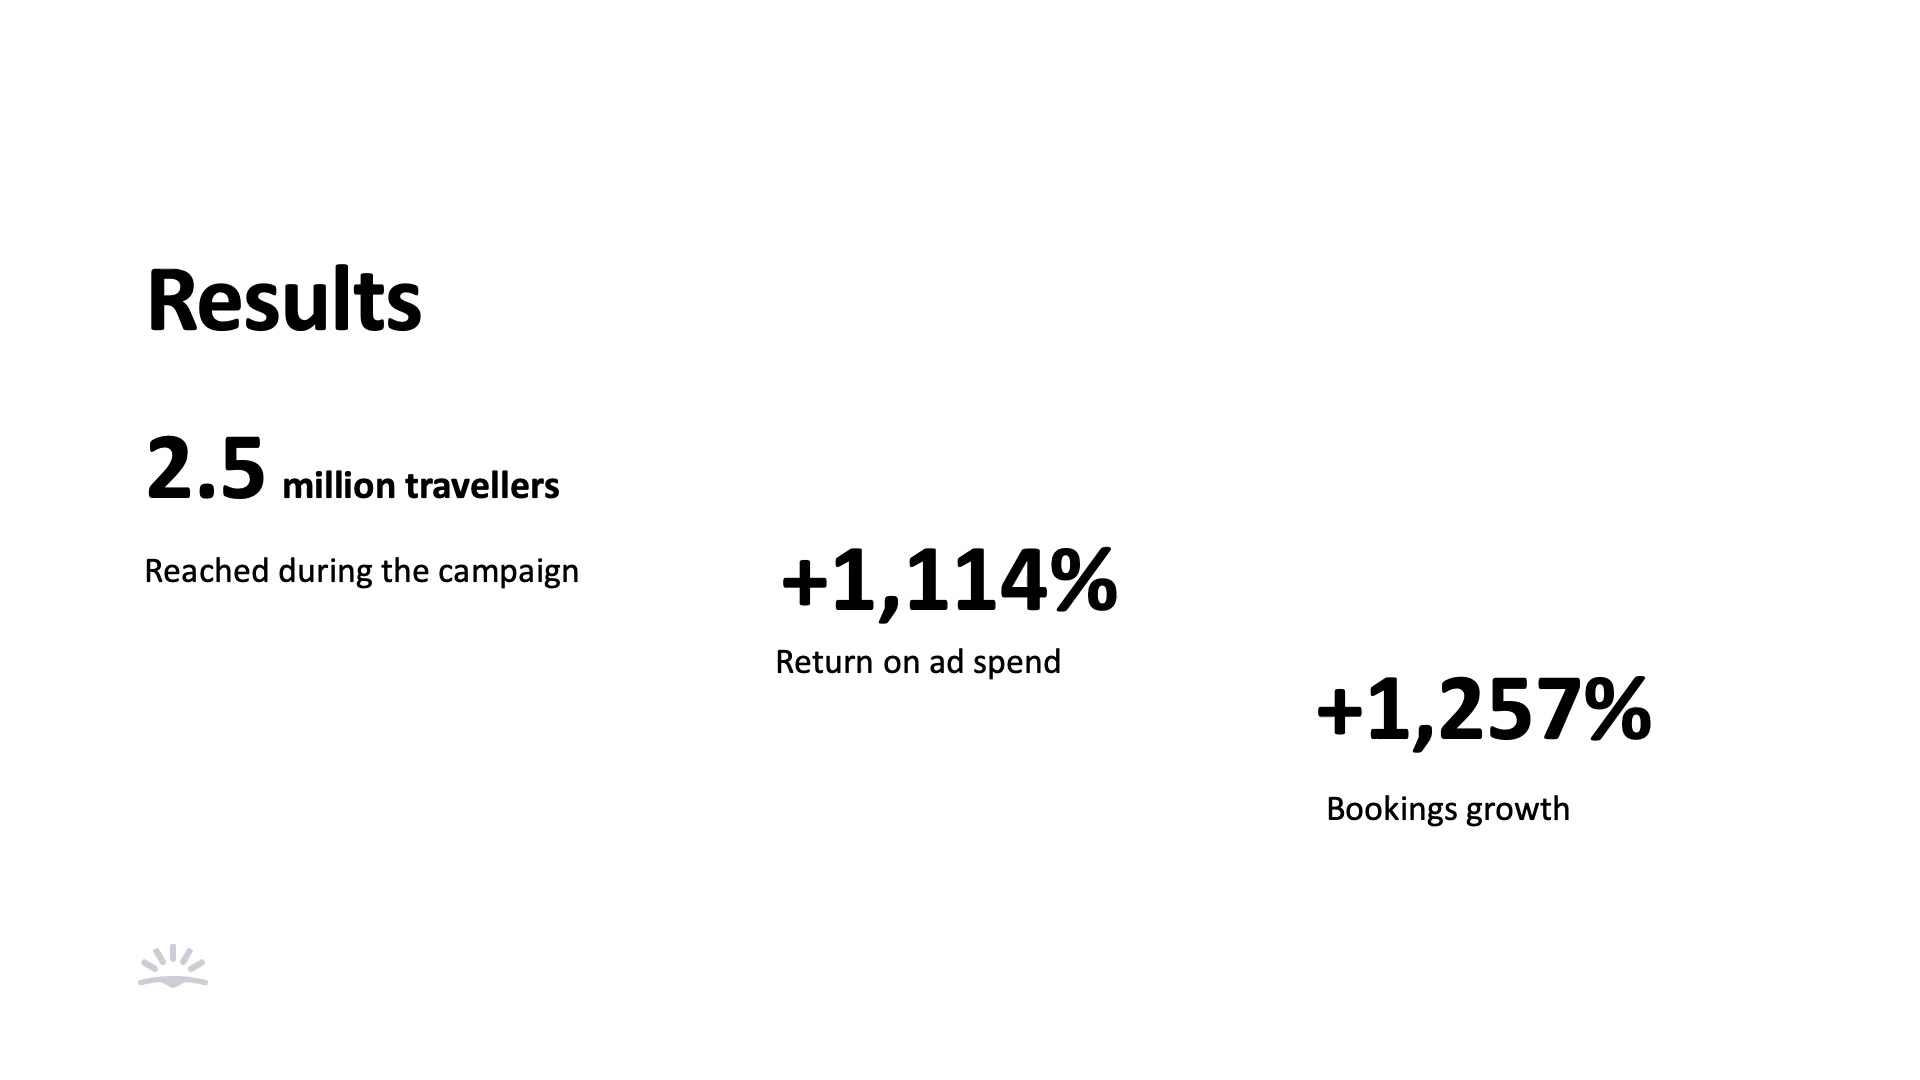 Results
2.5 million travellers
Reached during the campaign
+1,114%
Return on ad spend
+1,257%
Bookings growth